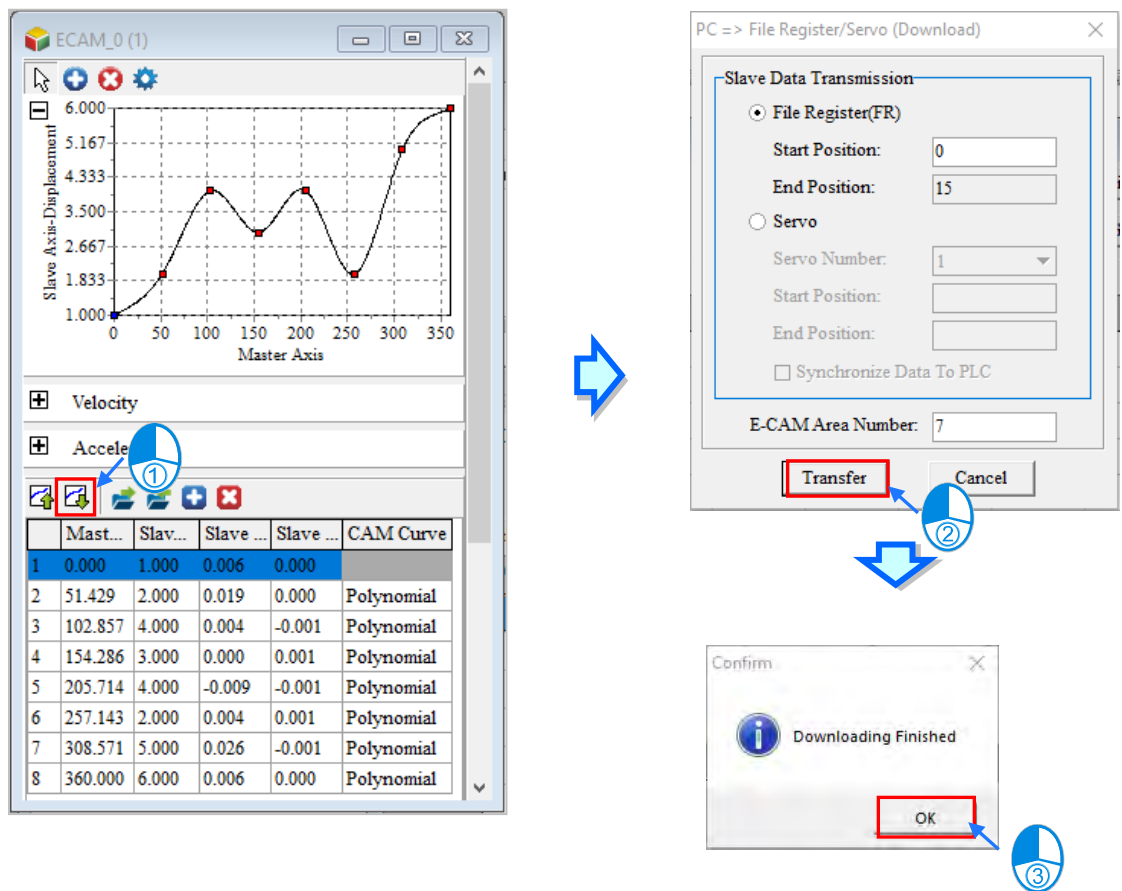 ECAM_0 (1)
6.000
5.167
4.333
3.500
2.667
1.833
1.000
Slave Axis-Displacement
0 50 100 150 200 250 300 350
Master Axis
Velocity
Accele
①
Mast... Slav... Slave ... Slave ... CAM Curve
1 0.000 1.000 0.006 0.000
2 51.429 2.000 0.019 0.000 Polynomial
3 102.857 4.000 0.004 -0.001 Polynomial
4 154.286 3.000 0.000 0.001 Polynomial
5 205.714 4.000 -0.009 -0.001 Polynomial
6 257.143 2.000 0.004 0.001 Polynomial
7 308.571 5.000 0.026 -0.001 Polynomial
8 360.000 6.000 0.006 0.000 Polynomial
PC => File Register/Servo (Download)
Slave Data Transmission
File Register(FR)
Start Position: 0
End Position: 15
Servo
Servo Number: 1
Start Position:
End Position:
Synchronize Data To PLC
E-CAM Area Number: 7
Transfer Cancel
②
Confirm
Downloading Finished
OK
③